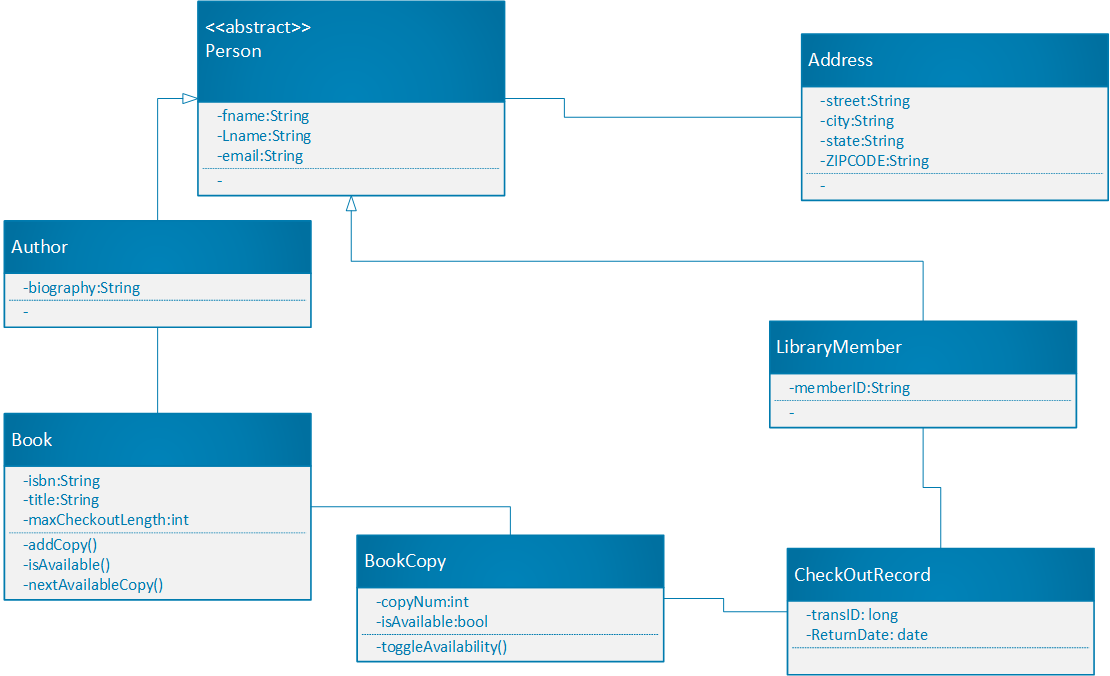 <<abstract>>
Person
-fname:String
-Lname:String
-email:String
-
Address
-street:String
-city:String
-state:String
-ZIPCODE:String
-
Author
-biography:String
-
LibraryMember
-memberID:String
-
Book
-isbn:String
-title:String
-maxCheckoutLength:int
-addCopy()
-isAvailable()
-nextAvailableCopy()
BookCopy
-copyNum:int
-isAvailable:bool
-toggleAvailability()
CheckOutRecord
-transID: long
-ReturnDate: date